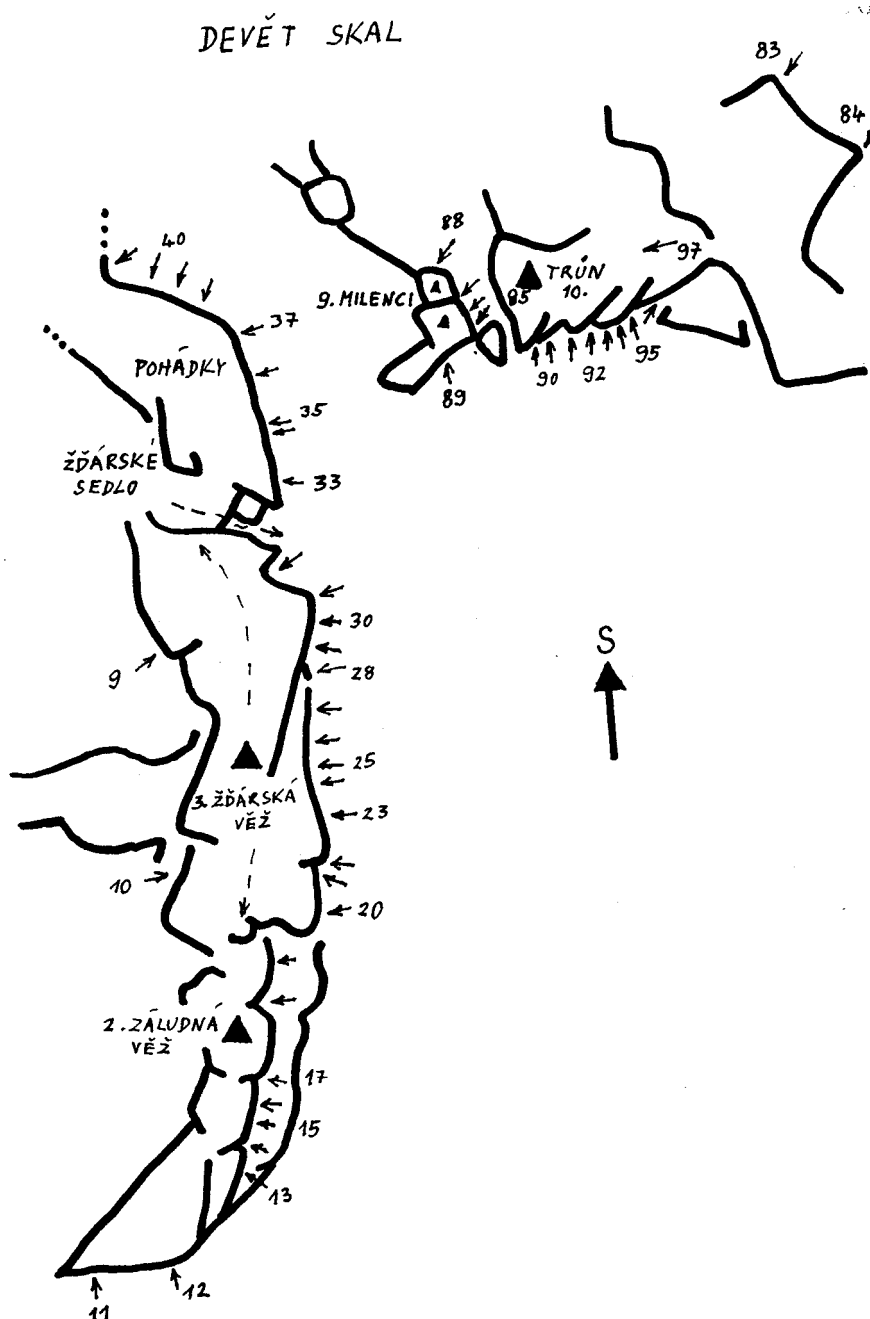 DEVĚT SKAL
83
84
88
40
97
9. MILENCI
85
TRŮN
10.
37
POHÁDKY
90
92
95
89
35
ŽĎÁRSKÉ
SEDLO
33
30
S
9
28
25
3. ŽĎÁRSKÁ
VĚŽ
23
10
20
2. ZÁLUDNÁ
VĚŽ
17
15
13
12
11